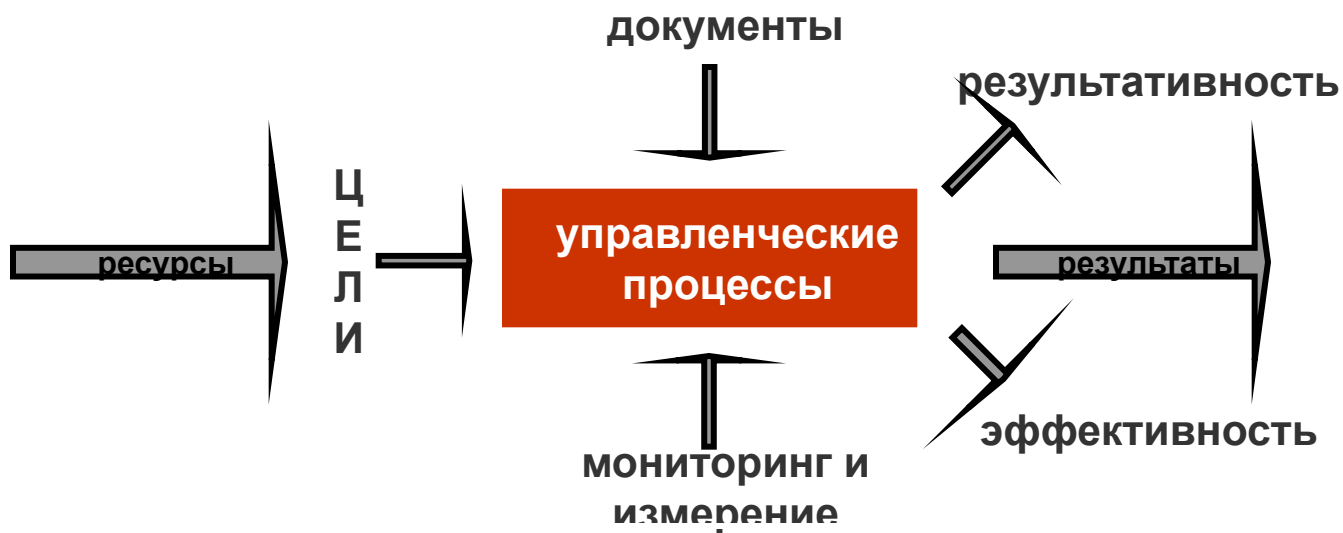 документы
результативность
ресурсы
Ц
Е
Л
И
управленческие
процессы
результаты
эффективность
мониторинг и
измерение